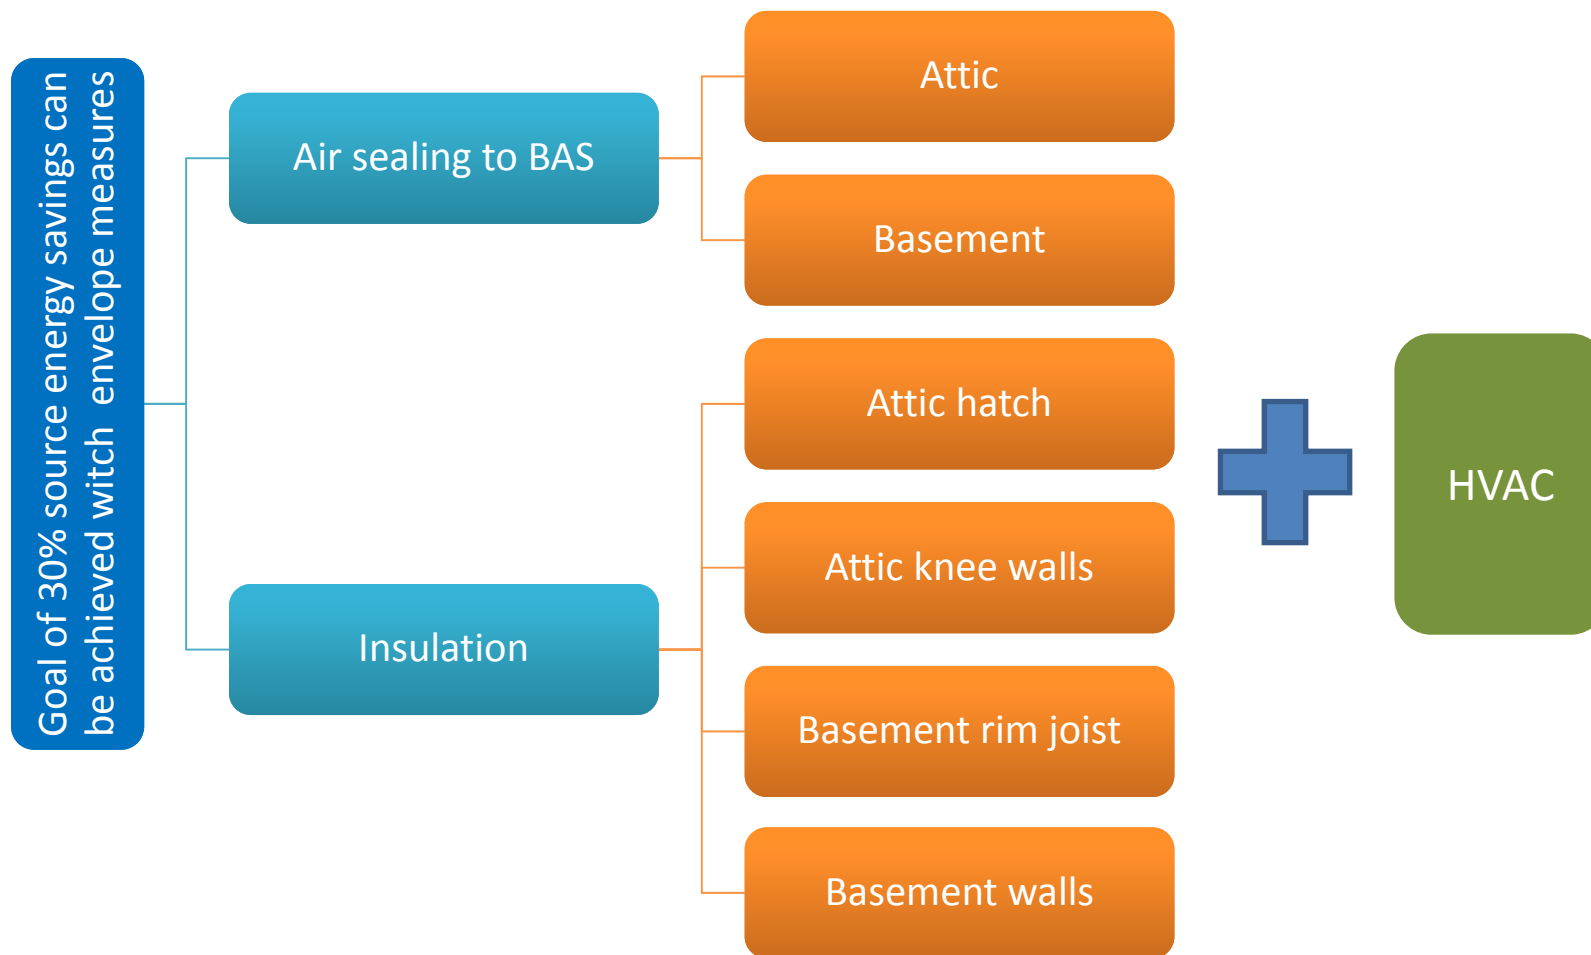 Goal of 30% source energy savings can
be achieved witch envelope measures
Air sealing to BAS
Attic
Basement
Insulation
Attic hatch
Attic knee walls
Basement rim joist
Basement walls
HVAC